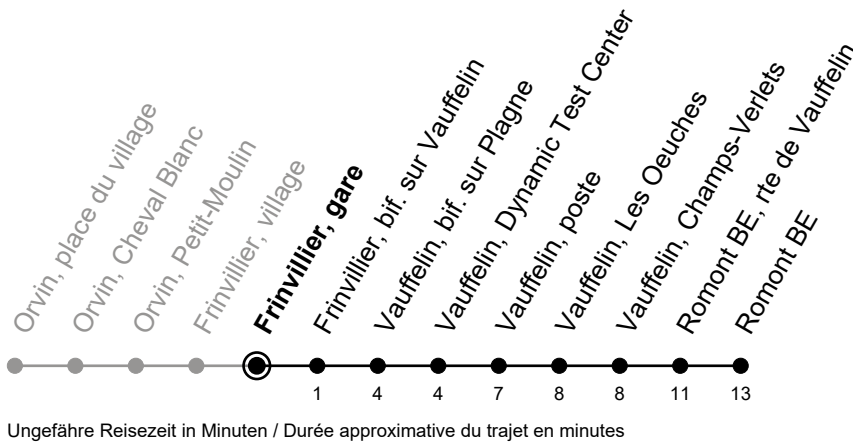 Orvin, place du village
Orvin, Cheval Blanc
Orvin, Petit-Moulin
Frinvillier, village
Frinvillier, gare
Frinvillier, bif. sur Vauffelin
Vauffelin, bif. sur Plagne
Vauffelin, Dynamic Test Center
Vauffelin, poste
Vauffelin, Les Oeuches
Vauffelin, Champs-Verlets
Romont BE, rte de Vauffelin
Romont BE
1 4 4 7 8 8 11 13
Ungefähre Reisezeit in Minuten / Durée approximative du trajet en minutes